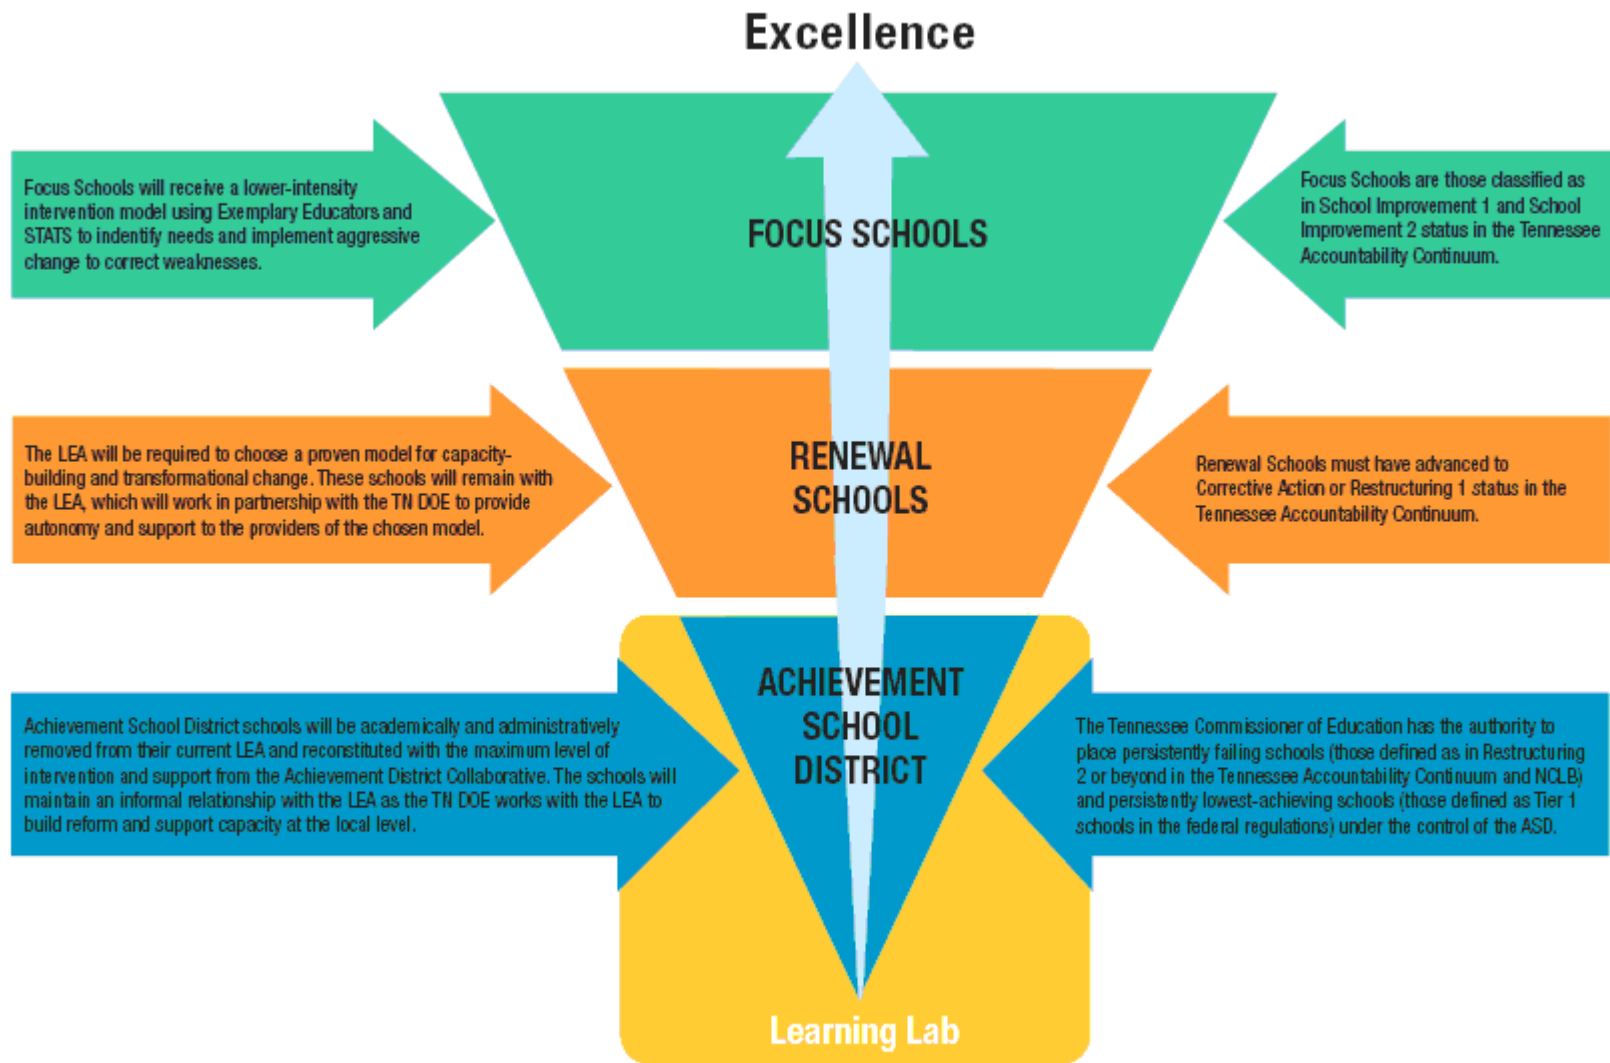 Excellence
Focus Schools will receive a lower-intensity
intervention model using Exemplary Educators and
STATS to indentify needs and implement aggressive
change to correct weaknesses.
FOCUS SCHOOLS
Focus Schools are those classified as
in School Improvement 1 and School
Improvement 2 status in the Tennessee
Accountability Continuum.
The LEA will be required to choose a proven model for capacity-
building and transformational change. These schools will remain with
the LEA, which will work in partnership with the TN DOE to provide
autonomy and support to the providers of the chosen model.
RENEWAL
SCHOOLS
Renewal Schools must have advanced to
Corrective Action or Restructuring 1 status in the
Tennessee Accountability Continuum.
Achievement School District schools will be academically and administratively
removed from their current LEA and reconstituted with the maximum level of
intervention and support from the Achievement District Collaborative. The schools will
maintain an informal relationship with the LEA as the TN DOE works with the LEA to
build reform and support capacity at the local level.
ACHIEVEMENT
SCHOOL
DISTRICT
The Tennessee Commissioner of Education has the authority to
place persistently failing schools (those defined as in Restructuring
2 or beyond in the Tennessee Accountability Continuum and NCLB)
and persistently lowest-achieving schools (those defined as Tier 1
schools in the federal regulations) under the control of the ASD.
Learning Lab